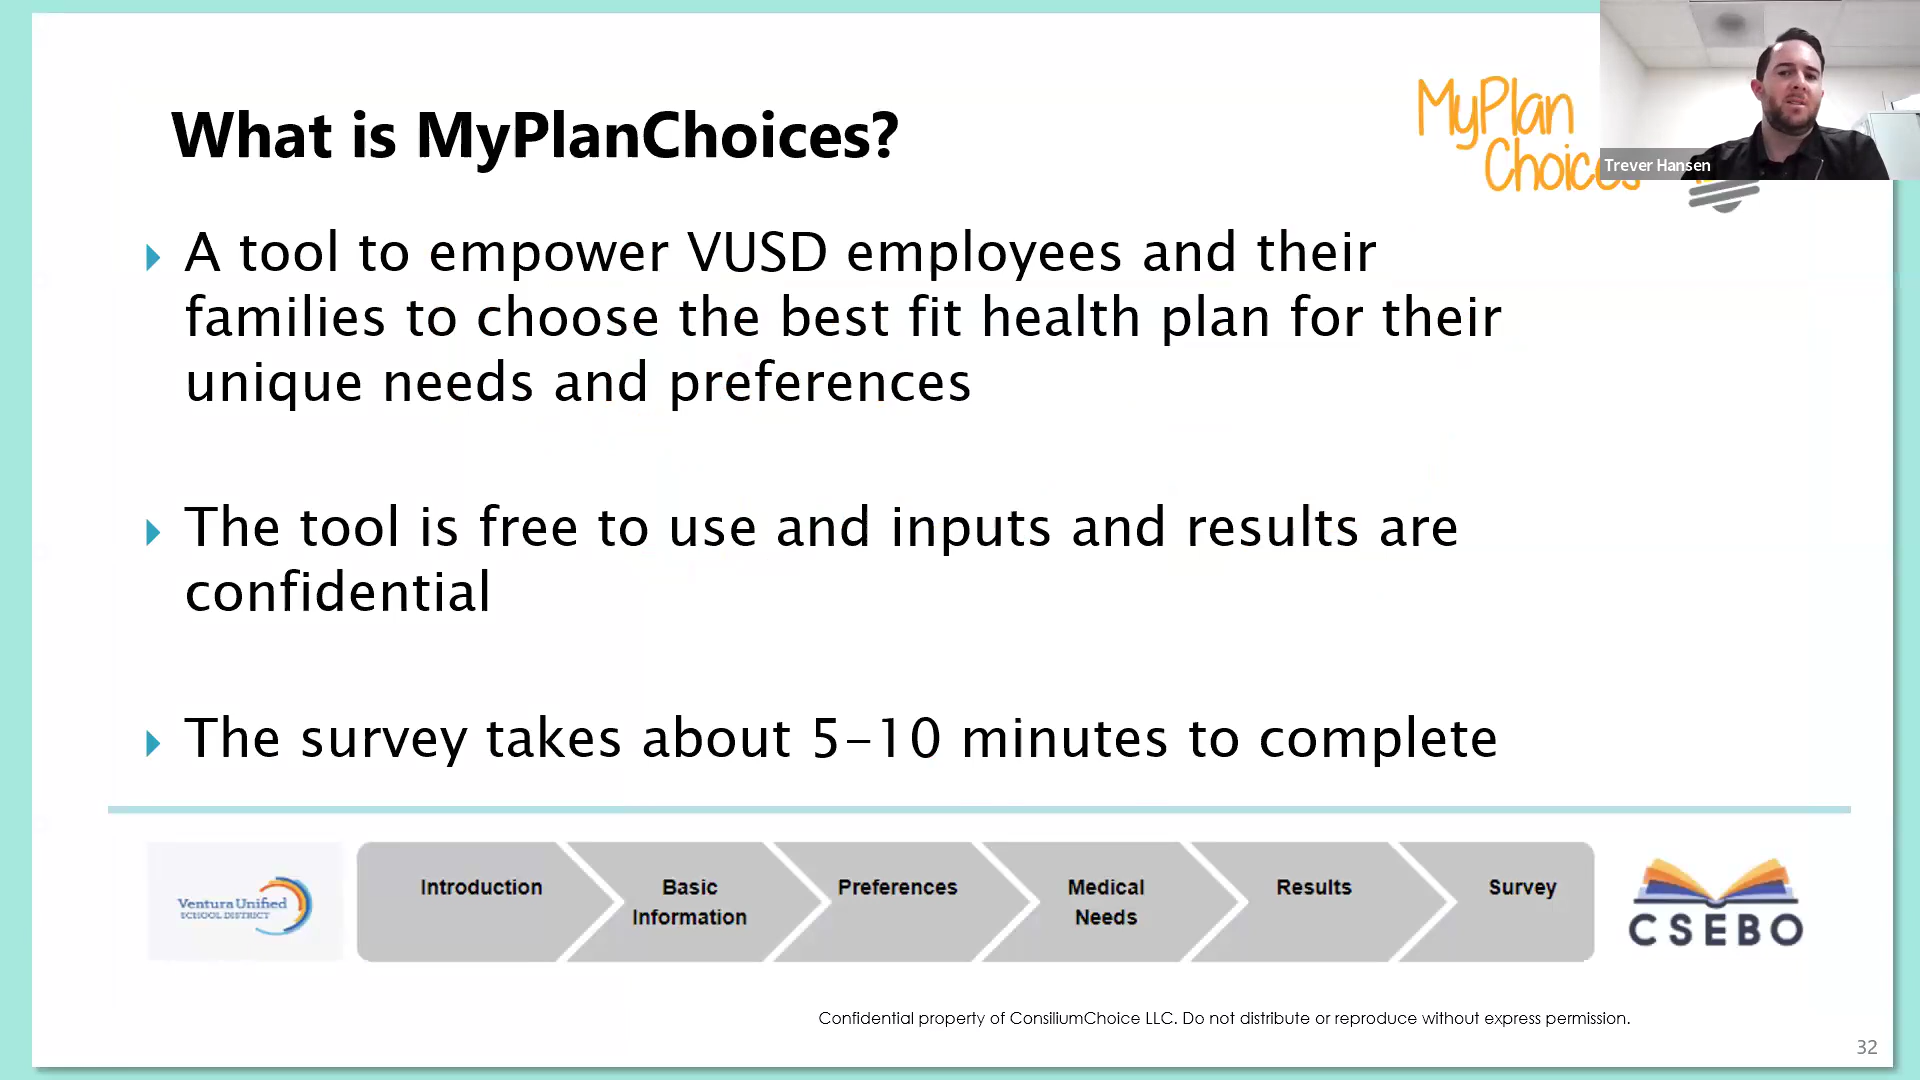 What is MyPlanChoices?
MyPlan
Choices
Trever Hansen
A tool to empower VUSD employees and their
families to choose the best fit health plan for their
unique needs and preferences
The tool is free to use and inputs and results are
confidential
The survey takes about 5-10 minutes to complete
Ventura Unified
SCHOOL DISTRICT
Introduction
Basic
Information
Preferences
Medical
Needs
Results
Survey
CSEBO
Confidential property of ConsiliumChoice LLC. Do not distribute or reproduce without express permission.
32